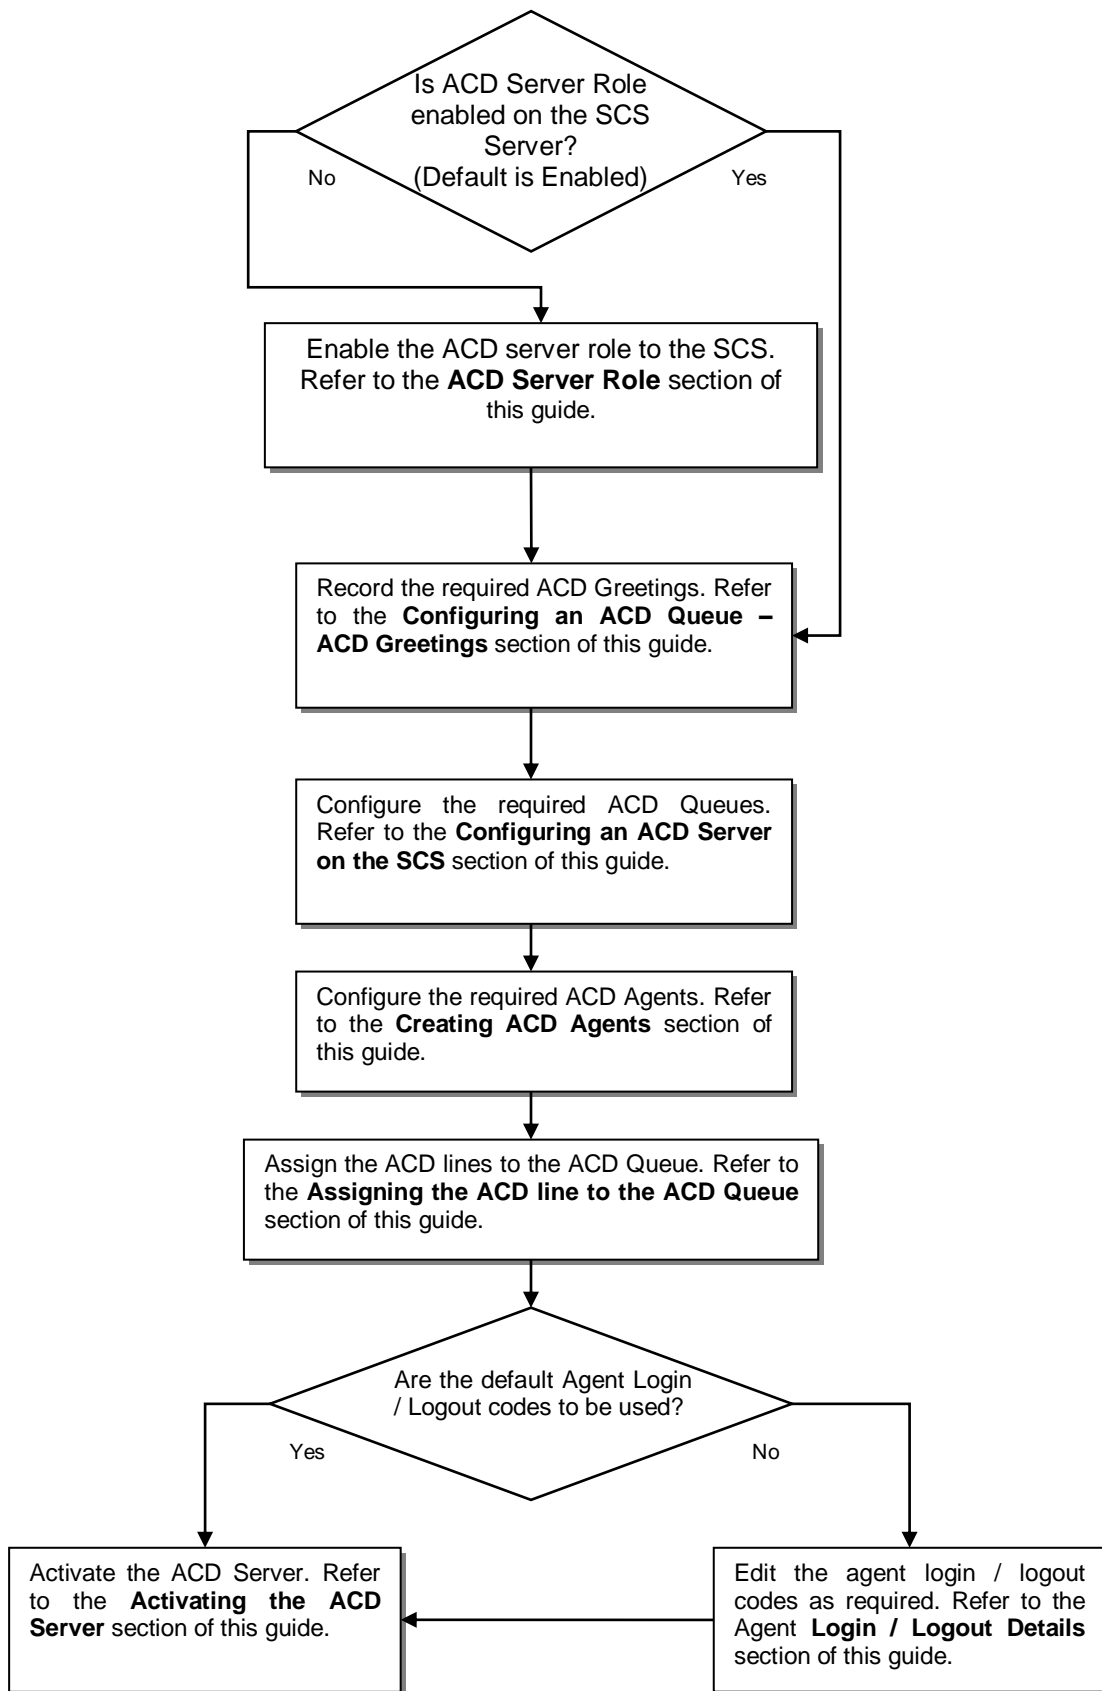 Is ACD Server Role
enabled on the SCS
Server?
(Default is Enabled)
No
Yes
Enable the ACD server role to the SCS.
Refer to the ACD Server Role section of
this guide.
Record the required ACD Greetings. Refer
to the Configuring an ACD Queue –
ACD Greetings section of this guide.
Configure the required ACD Queues.
Refer to the Configuring an ACD Server
on the SCS section of this guide.
Configure the required ACD Agents. Refer
to the Creating ACD Agents section of
this guide.
Assign the ACD lines to the ACD Queue. Refer to
the Assigning the ACD line to the ACD Queue
section of this guide.
Are the default Agent Login
/ Logout codes to be used?
Yes
No
Activate the ACD Server. Refer
to the Activating the ACD
Server section of this guide.
Edit the agent login / logout
codes as required. Refer to the
Agent Login / Logout Details
section of this guide.